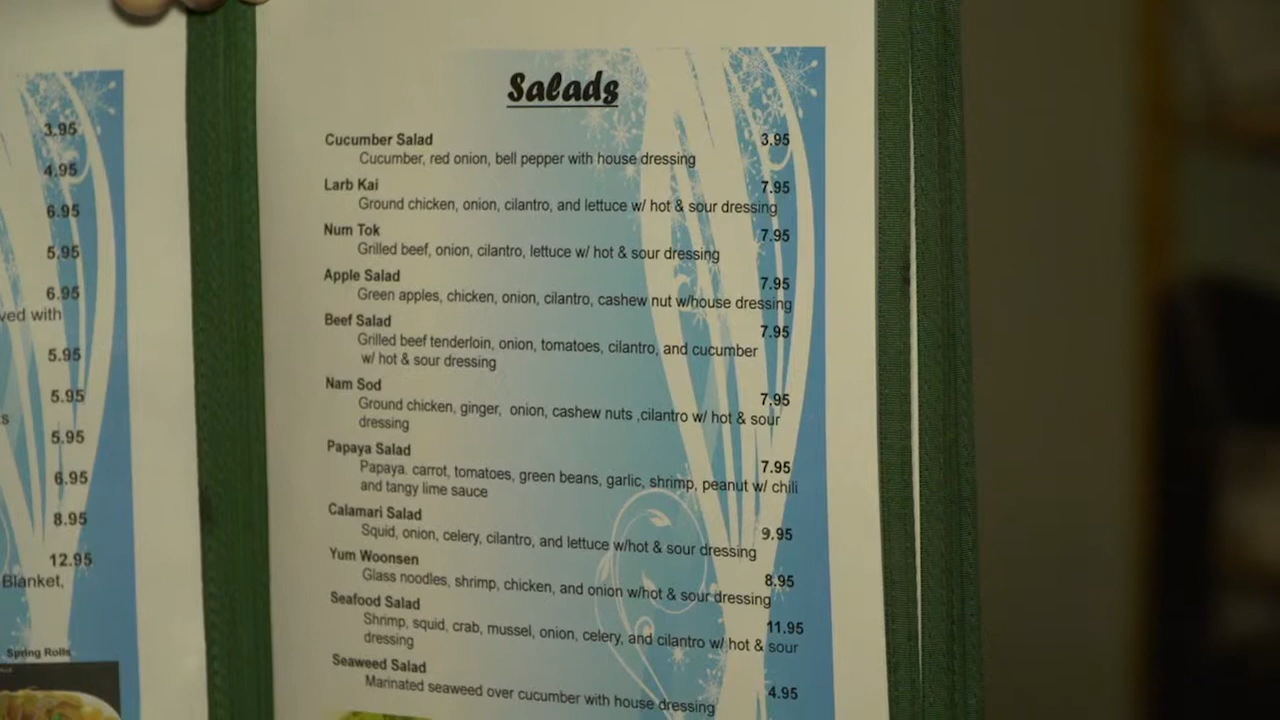 3.95
4.95
6.95
5.95
6.95
ved with
5.95
5.95
s
5.95
6.95
8.95
12.95
Blanket,
Spring Rolls
Salads
Cucumber Salad 3.95
Cucumber, red onion, bell pepper with house dressing
Larb Kai 7.95
Ground chicken, onion, cilantro, and lettuce w/ hot & sour dressing
Num Tok 7.95
Grilled beef, onion, cilantro, lettuce w/ hot & sour dressing
Apple Salad 7.95
Green apples, chicken, onion, cilantro, cashew nut w/house dressing
Beef Salad 7.95
Grilled beef tenderloin, onion, tomatoes, cilantro, and cucumber
w/ hot & sour dressing
Nam Sod 7.95
Ground chicken, ginger, onion, cashew nuts ,cilantro w/ hot & sour
dressing
Papaya Salad 7.95
Papaya. carrot, tomatoes, green beans, garlic, shrimp, peanut w/ chili
and tangy lime sauce
Calamari Salad 9.95
Squid, onion, celery, cilantro, and lettuce w/hot & sour dressing
Yum Woonsen 8.95
Glass noodles, shrimp, chicken, and onion w/hot & sour dressing
Seafood Salad 11.95
Shrimp, squid, crab, mussel, onion, celery, and cilantro w/ hot & sour
dressing
Seaweed Salad 4.95
Marinated seaweed over cucumber with house dressing